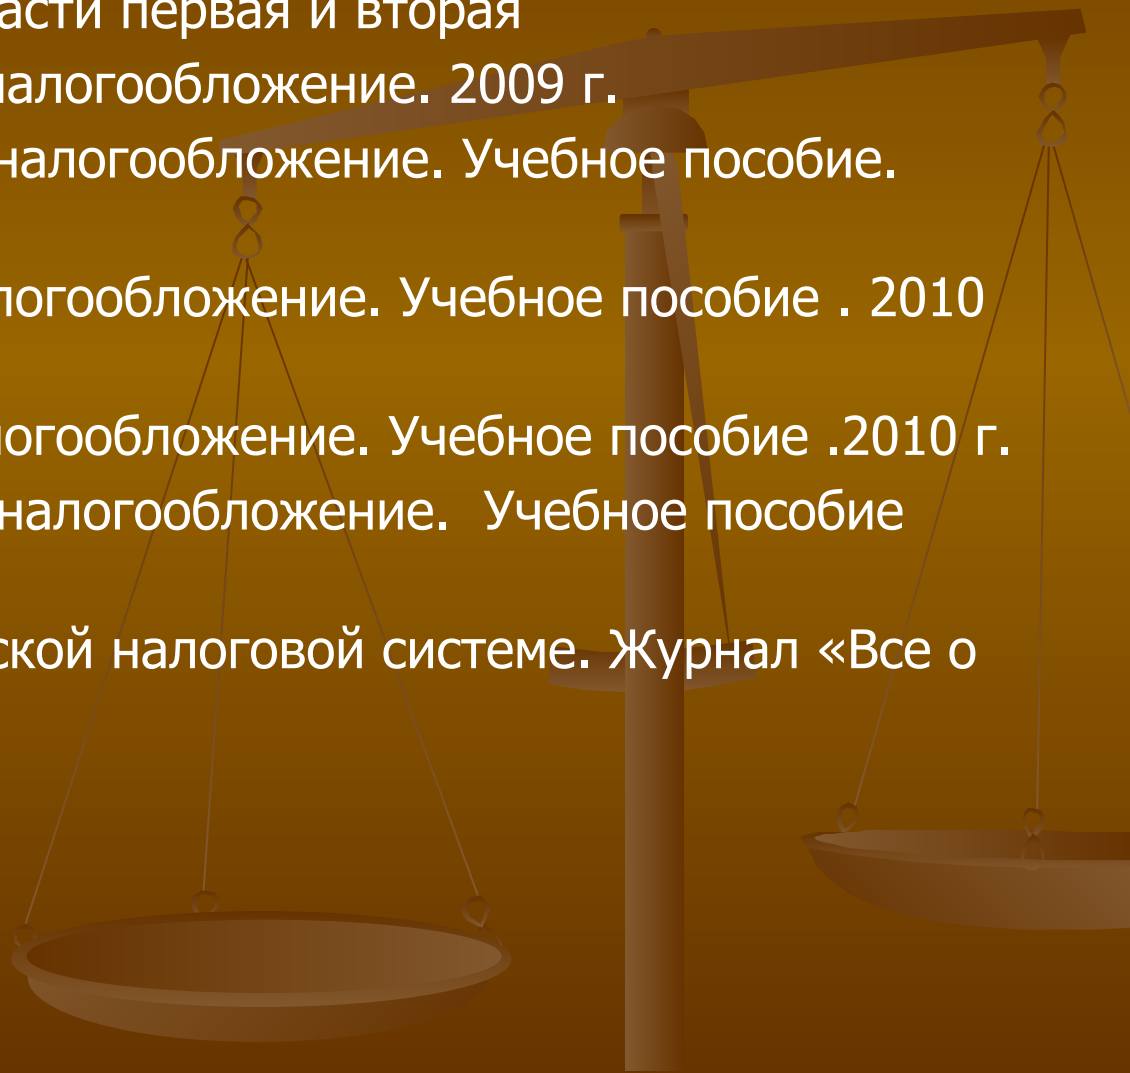 асти первая и вторая
налогообложение. 2009 г.
налогообложение. Учебное пособие.
логообложение. Учебное пособие . 2010
логообложение. Учебное пособие .2010 г.
налогообложение. Учебное пособие
ской налоговой системе. Журнал «Все о